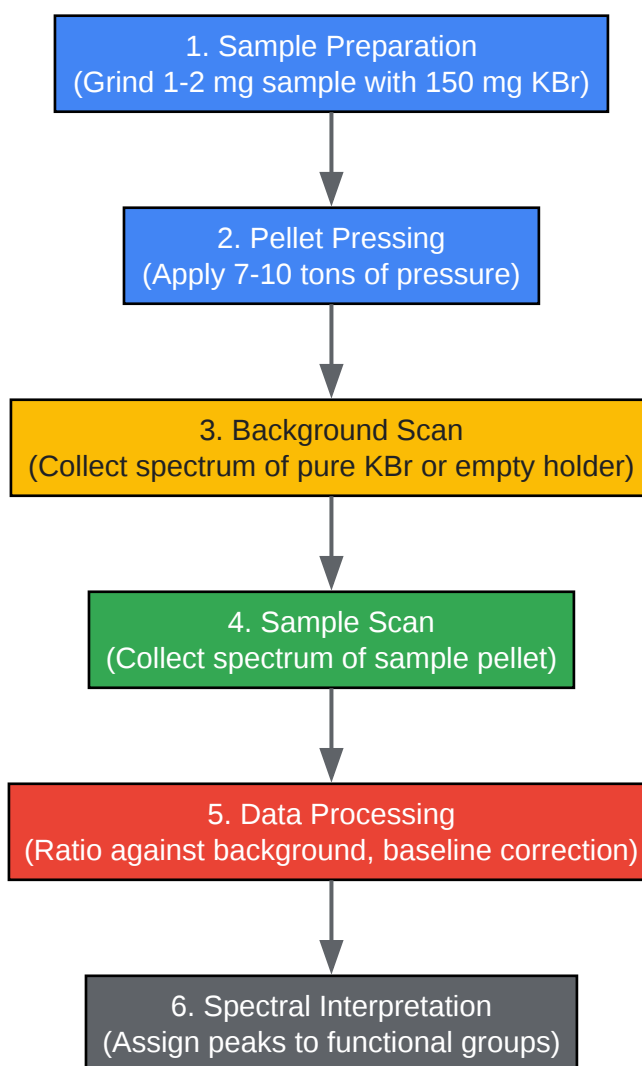 1. Sample Preparation
(Grind 1-2 mg sample with 150 mg KBr)
2. Pellet Pressing
(Apply 7-10 tons of pressure)
3. Background Scan
(Collect spectrum of pure KBr or empty holder)
4. Sample Scan
(Collect spectrum of sample pellet)
5. Data Processing
(Ratio against background, baseline correction)
6. Spectral Interpretation
(Assign peaks to functional groups)